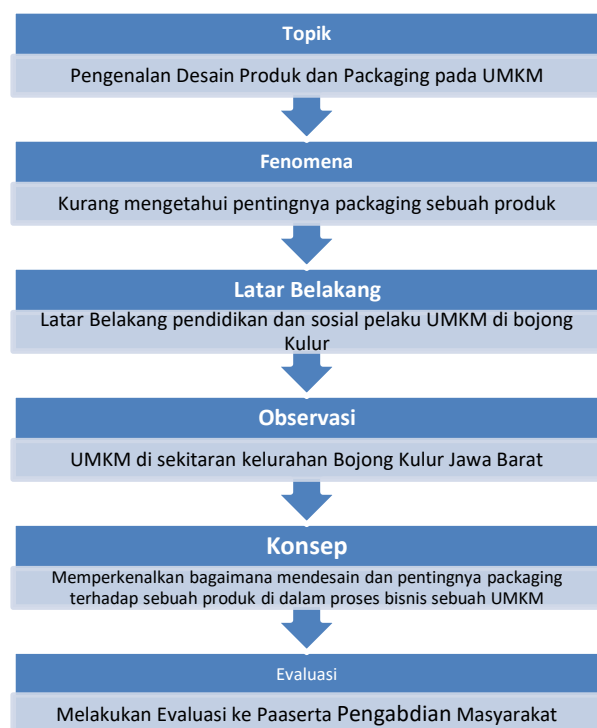 Topik
Pengenalan Desain Produk dan Packaging pada UMKM
Fenomena
Kurang mengetahui pentingnya packaging sebuah produk
Latar Belakang
Latar Belakang pendidikan dan sosial pelaku UMKM di bojong
Kulur
Observasi
UMKM di sekitaran kelurahan Bojong Kulur Jawa Barat
Konsep
Memperkenalkan bagaimana mendesain dan pentingnya packaging
terhadap sebuah produk di dalam proses bisnis sebuah UMKM
Evaluasi
Melakukan Evaluasi ke Paaserta Pengabdian Masyarakat